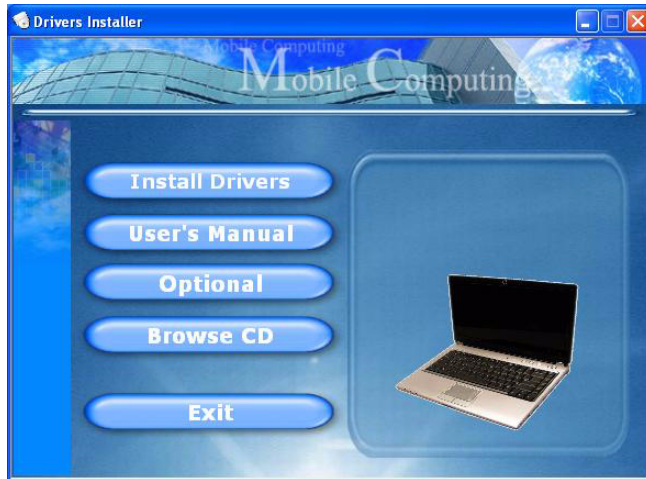 Drivers Installer
Mobile Computing
Mobile Computing
Install Drivers
User's Manual
Optional
Browse CD
Exit